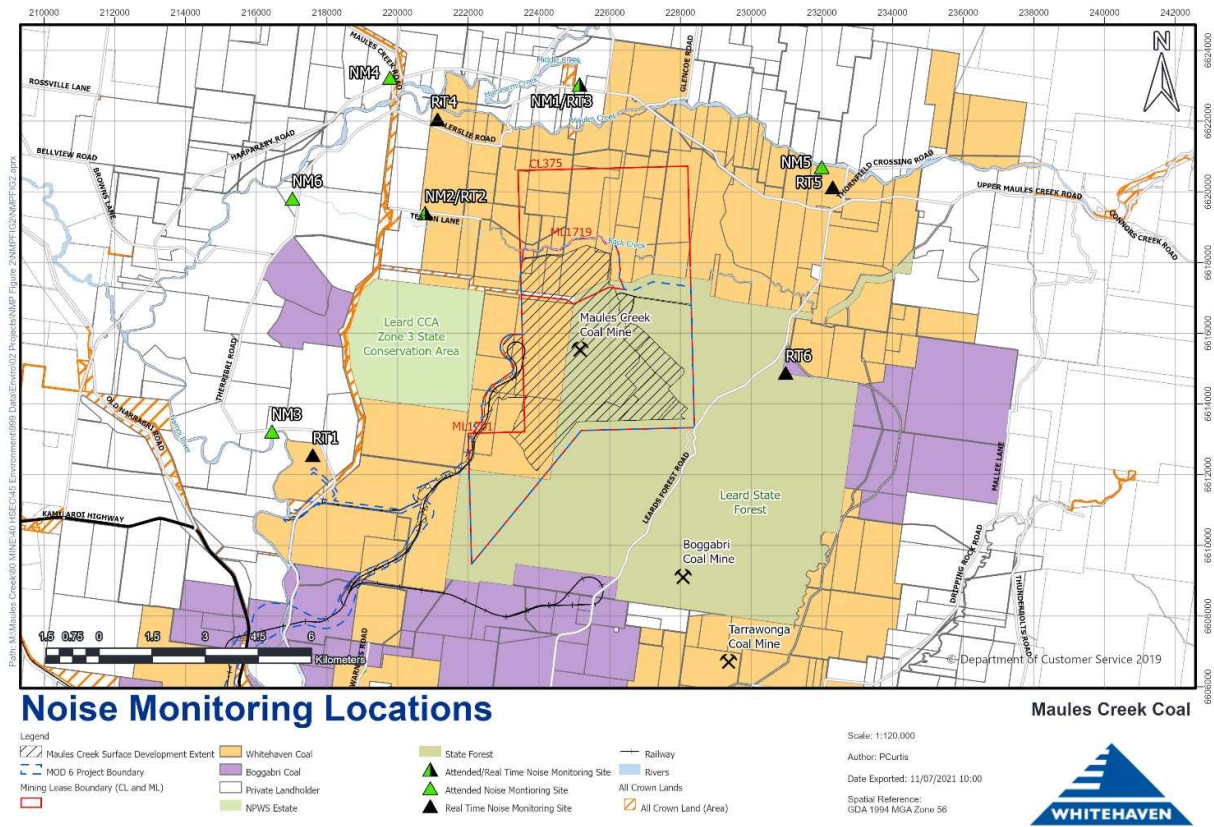 210000 212000 214000 216000 218000 220000 222000 224000 226000 228000 230000 232000 234000 236000 238000 240000 242000
6624000
6622000
6620000
6618000
6616000
6614000
6612000
6610000
6608000
6606000
N
MAULES CREEK ROAD
Middle Creek
GLENCOE ROAD
NM4
ROSSVILLE LANE
Horsearm Creek
RT4
NM1/RT3
LESLIE ROAD
Maules Creek
HARPARARY ROAD
BELLVIEW ROAD
BROWNS LANE
CL375
NM5
RT5
THORNFIELD CROSSING ROAD
NM6
UPPER MAULES CREEK ROAD
NM2/RT2
CONNORS CREEK ROAD
ML1719
Back Creek
Leard CCA
Zone 3 State
Conservation Area
Maules Creek
Coal Mine
THERRIBRI ROAD
RT6
OLD NARRABRI ROAD
Namoi River
NM3
RT1
LEARDS FOREST ROAD
MALLEE LANE
Leard State
Forest
KAMILAROI HIGHWAY
Boggabri
Coal Mine
DRIPPING ROCK ROAD
THUNDERBOLTS ROAD
Tarrawonga
Coal Mine
1.5 0.75 0 1.5 3 4.5 6
Kilometers
© Department of Customer Service 2019
Noise Monitoring Locations
Maules Creek Coal
Legend
Maules Creek Surface Development Extent
MOD 6 Project Boundary
Mining Lease Boundary (CL and ML)
Whitehaven Coal
Boggabri Coal
Private Landholder
NPWS Estate
State Forest
Attended/Real Time Noise Monitoring Site
Attended Noise Montioring Site
Real Time Noise Monitoring Site
Railway
Rivers
All Crown Lands
All Crown Land (Area)
Scale: 1:120,000
Author: PCurtis
Date Exported: 11/07/2021 10:00
Spatial Reference:
GDA 1994 MGA Zone 56
WHITEHAVEN